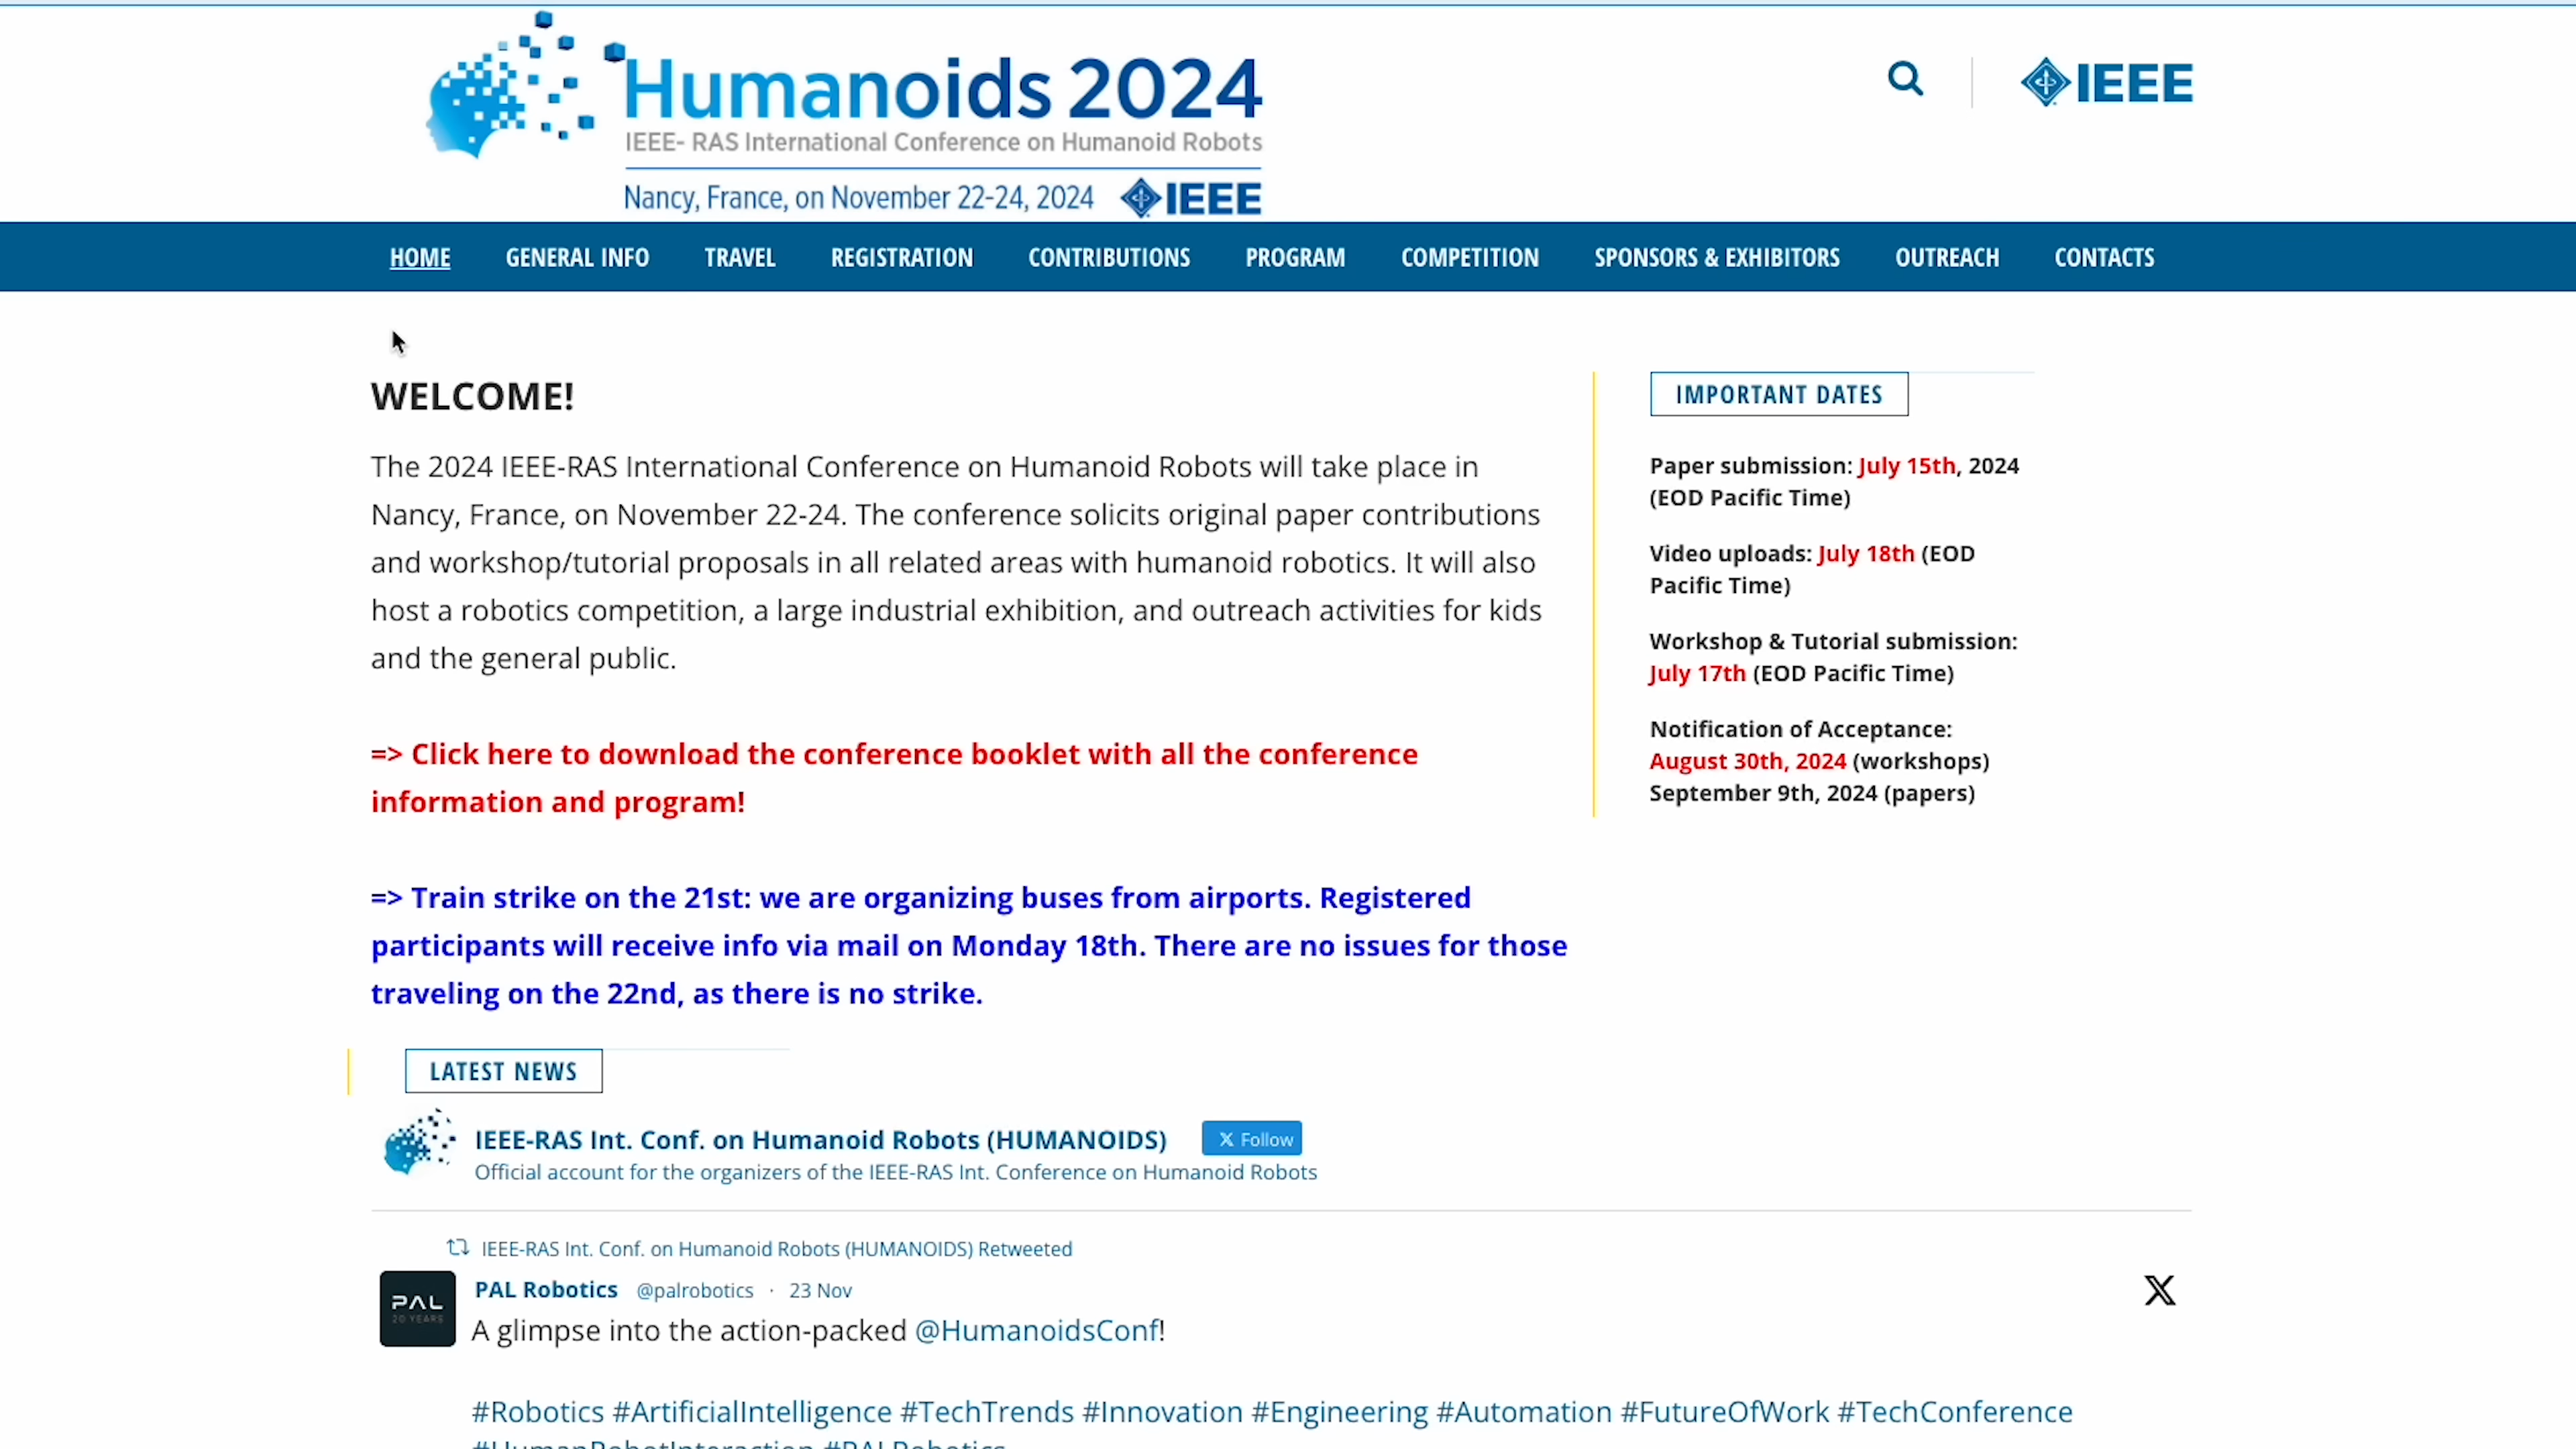 Humanoids 2024
IEEE- RAS International Conference on Humanoid Robots
Nancy, France, on November 22-24, 2024 IEEE
IEEE
HOME GENERAL INFO TRAVEL REGISTRATION CONTRIBUTIONS PROGRAM COMPETITION SPONSORS & EXHIBITORS OUTREACH CONTACTS
WELCOME!
The 2024 IEEE-RAS International Conference on Humanoid Robots will take place in
Nancy, France, on November 22-24. The conference solicits original paper contributions
and workshop/tutorial proposals in all related areas with humanoid robotics. It will also
host a robotics competition, a large industrial exhibition, and outreach activities for kids
and the general public.
=> Click here to download the conference booklet with all the conference
information and program!
=> Train strike on the 21st: we are organizing buses from airports. Registered
participants will receive info via mail on Monday 18th. There are no issues for those
traveling on the 22nd, as there is no strike.
IMPORTANT DATES
Paper submission: July 15th, 2024
(EOD Pacific Time)
Video uploads: July 18th (EOD
Pacific Time)
Workshop & Tutorial submission:
July 17th (EOD Pacific Time)
Notification of Acceptance:
August 30th, 2024 (workshops)
September 9th, 2024 (papers)
LATEST NEWS
IEEE-RAS Int. Conf. on Humanoid Robots (HUMANOIDS) X Follow
Official account for the organizers of the IEEE-RAS Int. Conference on Humanoid Robots
IEEE-RAS Int. Conf. on Humanoid Robots (HUMANOIDS) Retweeted
PAL
20 YEARS
PAL Robotics @palrobotics · 23 Nov
A glimpse into the action-packed @HumanoidsConf!
#Robotics #ArtificialIntelligence #TechTrends #Innovation #Engineering #Automation #FutureOfWork #TechConference
#HumanRobotInteraction #PALRobotics